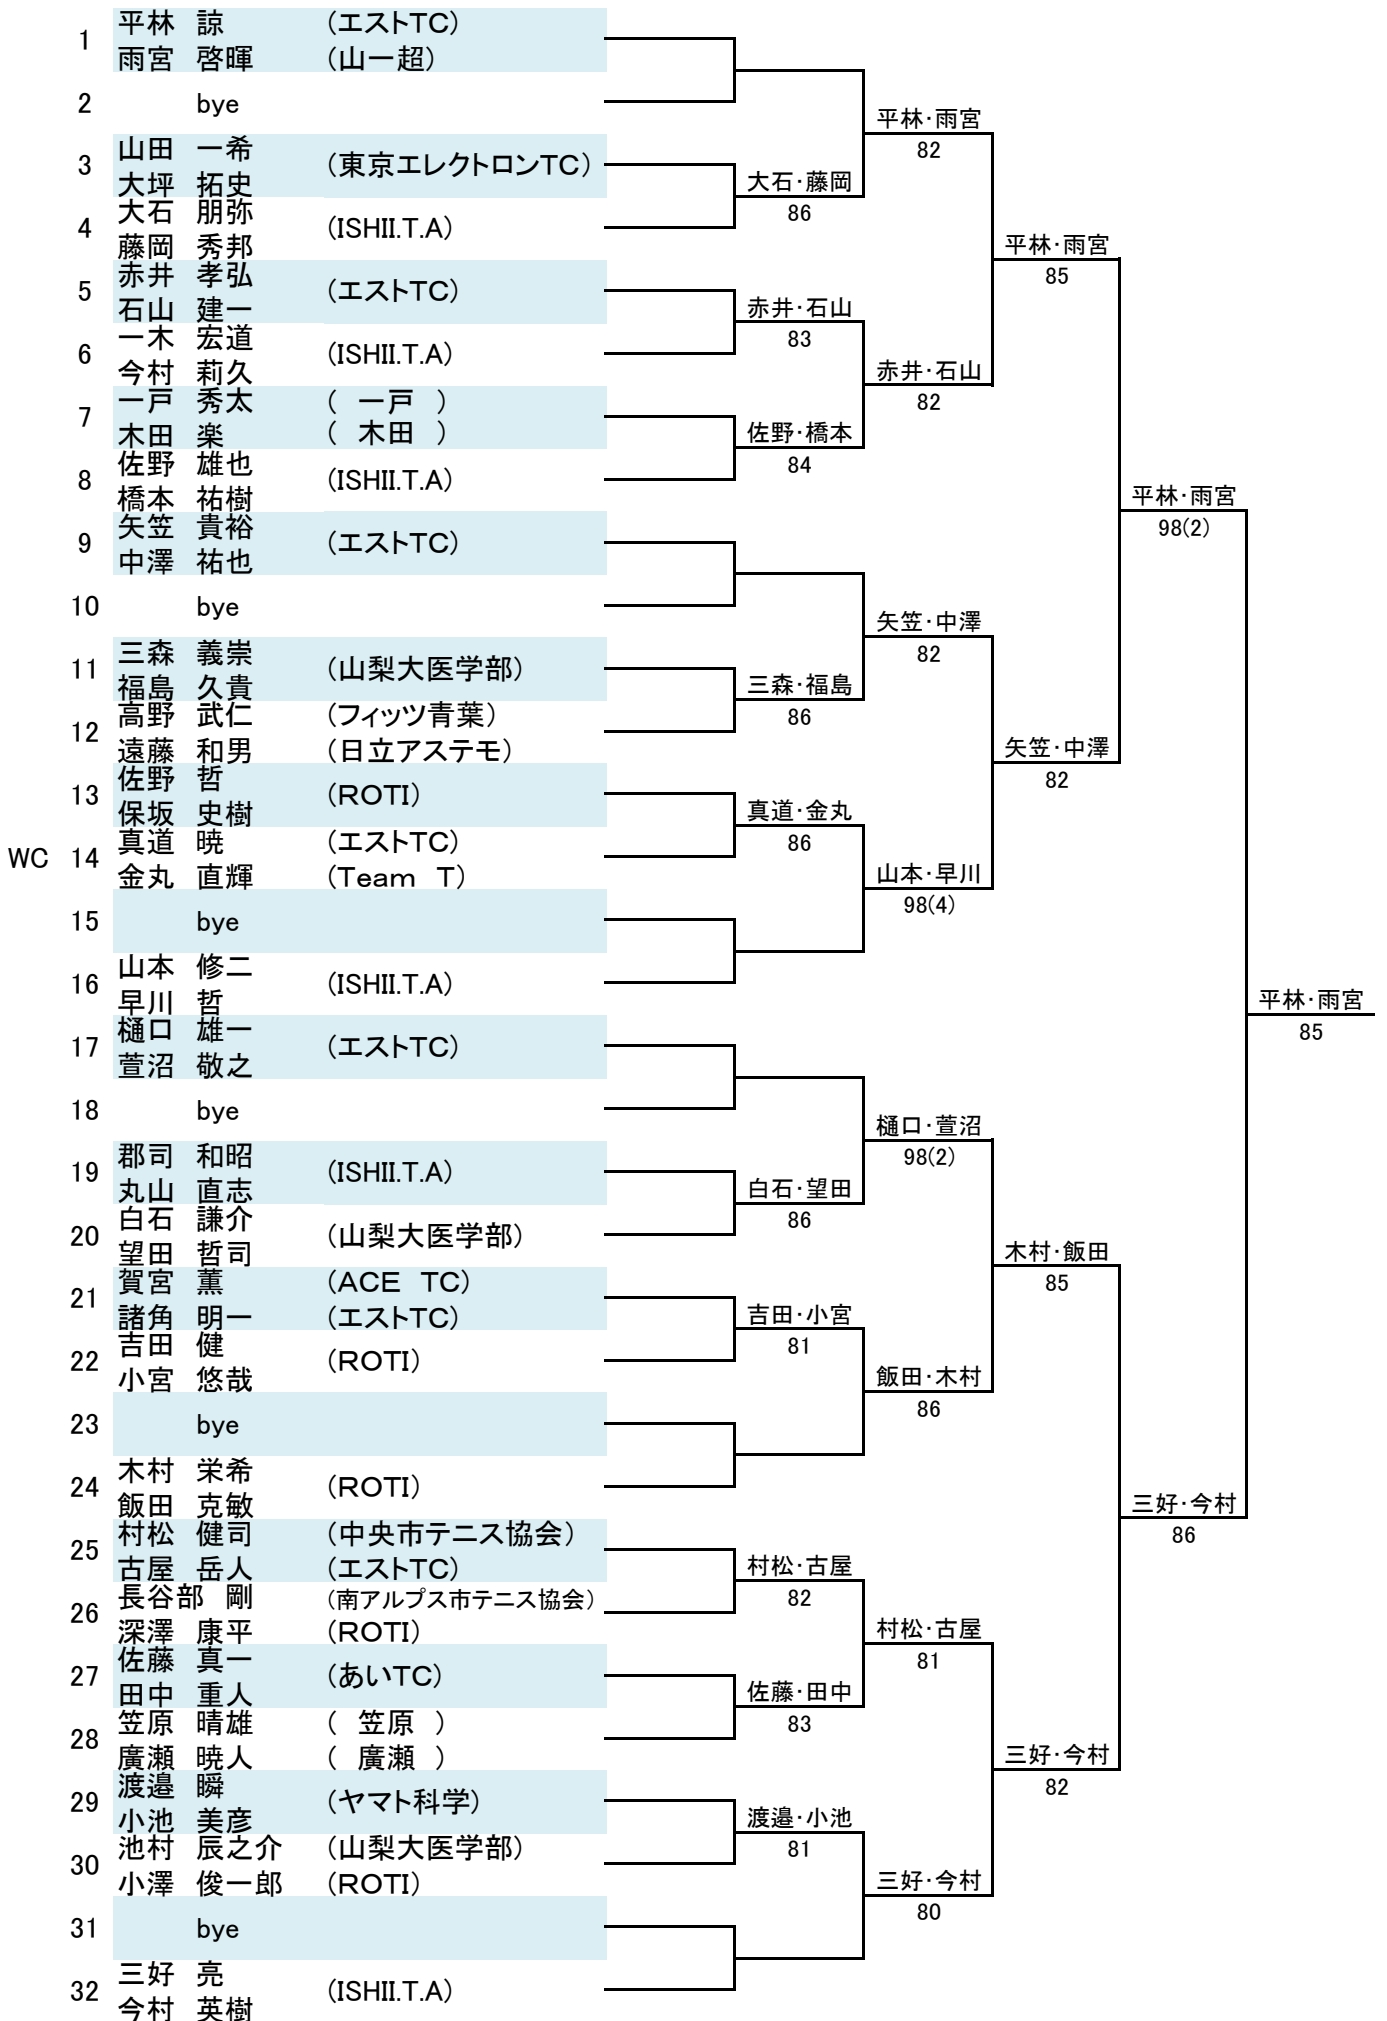 1 平林 諒 (エストTC)
雨宮 啓暉 (山一超)
2 bye
平林・雨宮
82
3 山田 一希 (東京エレクトロンTC)
大坪 拓史
大石・藤岡
86
4 大石 朋弥 (ISHII.T.A)
藤岡 秀邦
平林・雨宮
85
5 赤井 孝弘 (エストTC)
石山 建一
赤井・石山
83
6 一木 宏道 (ISHII.T.A)
今村 莉久
赤井・石山
82
7 一戸 秀太 ( 一戸 )
木田 楽 ( 木田 )
佐野・橋本
84
8 佐野 雄也 (ISHII.T.A)
橋本 祐樹
平林・雨宮
98(2)
9 矢笠 貴裕 (エストTC)
中澤 祐也
10 bye
矢笠・中澤
82
11 三森 義崇 (山梨大医学部)
福島 久貴
三森・福島
86
12 高野 武仁 (フィッツ青葉)
遠藤 和男 (日立アステモ)
矢笠・中澤
82
13 佐野 哲 (ROTI)
保坂 史樹
真道・金丸
86
WC 14 真道 暁 (エストTC)
金丸 直輝 (Team T)
山本・早川
98(4)
15 bye
16 山本 修二 (ISHII.T.A)
早川 哲
平林・雨宮
85
17 樋口 雄一 (エストTC)
萱沼 敬之
18 bye
樋口・萱沼
98(2)
19 郡司 和昭 (ISHII.T.A)
丸山 直志
白石・望田
86
20 白石 謙介 (山梨大医学部)
望田 哲司
木村・飯田
85
21 賀宮 薫 (ACE TC)
諸角 明一 (エストTC)
吉田・小宮
81
22 吉田 健 (ROTI)
小宮 悠哉
飯田・木村
86
23 bye
24 木村 栄希 (ROTI)
飯田 克敏
三好・今村
86
25 村松 健司 (中央市テニス協会)
古屋 岳人 (エストTC)
村松・古屋
82
26 長谷部 剛 (南アルプス市テニス協会)
深澤 康平 (ROTI)
村松・古屋
81
27 佐藤 真一 (あいTC)
田中 重人
佐藤・田中
83
28 笠原 晴雄 ( 笠原 )
廣瀬 暁人 ( 廣瀬 )
三好・今村
82
29 渡邉 瞬 (ヤマト科学)
小池 美彦
渡邉・小池
81
30 池村 辰之介 (山梨大医学部)
小澤 俊一郎 (ROTI)
三好・今村
80
31 bye
32 三好 亮 (ISHII.T.A)
今村 英樹